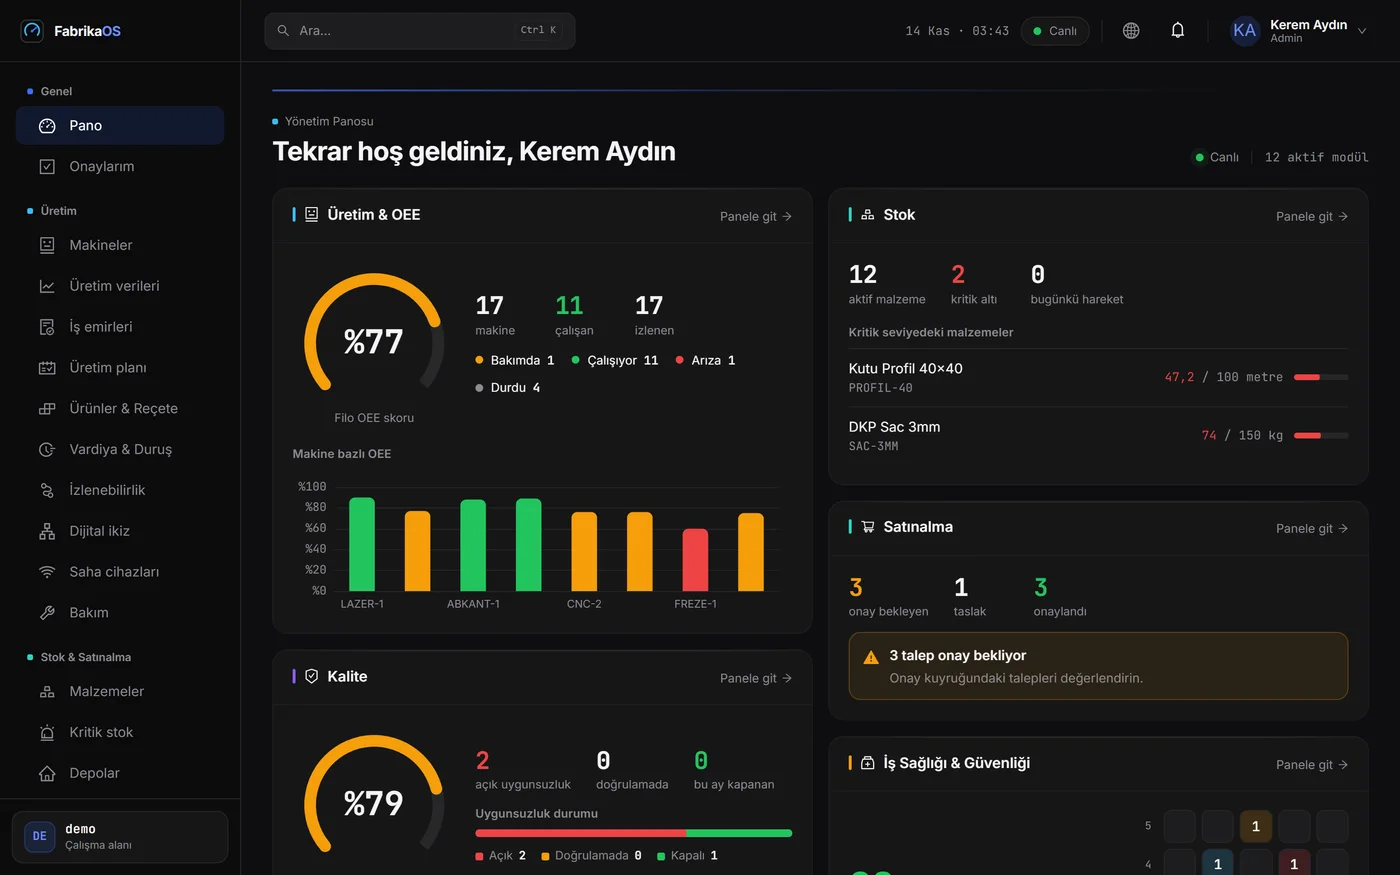 FabrikaOS
Ara...
Ctrl K
14 Kas · 03:43
Canlı
KA
Kerem Aydın
Admin
Genel
Pano
Onaylarım
Üretim
Makineler
Üretim verileri
İş emirleri
Üretim planı
Ürünler & Reçete
Vardiya & Duruş
İzlenebilirlik
Dijital ikiz
Saha cihazları
Bakım
Stok & Satınalma
Malzemeler
Kritik stok
Depolar
DE
demo
Çalışma alanı
Yönetim Panosu
Tekrar hoş geldiniz, Kerem Aydın
Canlı
12 aktif modül
Üretim & OEE
Panele git →
%77
Filo OEE skoru
17
makine
11
çalışan
17
izlenen
Bakımda 1
Çalışıyor 11
Arıza 1
Durdu 4
Makine bazlı OEE
%100
%80
%60
%40
%20
%0
LAZER-1
ABKANT-1
CNC-2
FREZE-1
Kalite
Panele git →
%79
2
açık uygunsuzluk
0
doğrulamada
0
bu ay kapanan
Uygunsuzluk durumu
Açık 2
Doğrulamada 0
Kapalı 1
Stok
Panele git →
12
aktif malzeme
2
kritik altı
0
bugünkü hareket
Kritik seviyedeki malzemeler
Kutu Profil 40×40
PROFIL-40
47,2 / 100 metre
DKP Sac 3mm
SAC-3MM
74 / 150 kg
Satınalma
Panele git →
3
onay bekleyen
1
taslak
3
onaylandı
3 talep onay bekliyor
Onay kuyruğundaki talepleri değerlendirin.
İş Sağlığı & Güvenliği
Panele git →
5
1
4
1
1